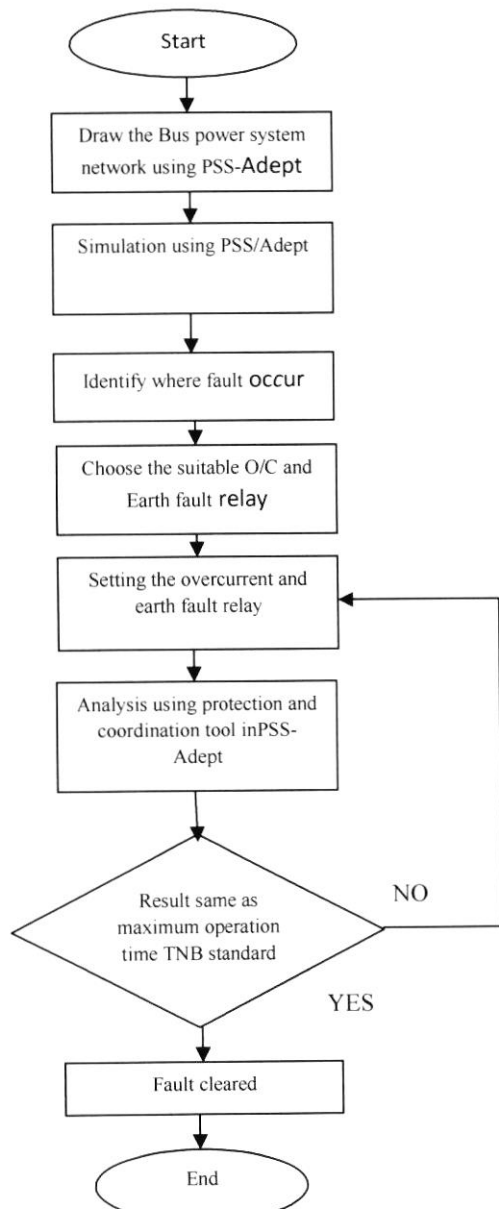 Start
Draw the Bus power system
network using PSS-Adept
Simulation using PSS/Adept
Identify where fault occur
Choose the suitable O/C and
Earth fault relay
Setting the overcurrent and
earth fault relay
Analysis using protection and
coordination tool inPSS-
Adept
Result same as
maximum operation
time TNB standard
NO
YES
Fault cleared
End